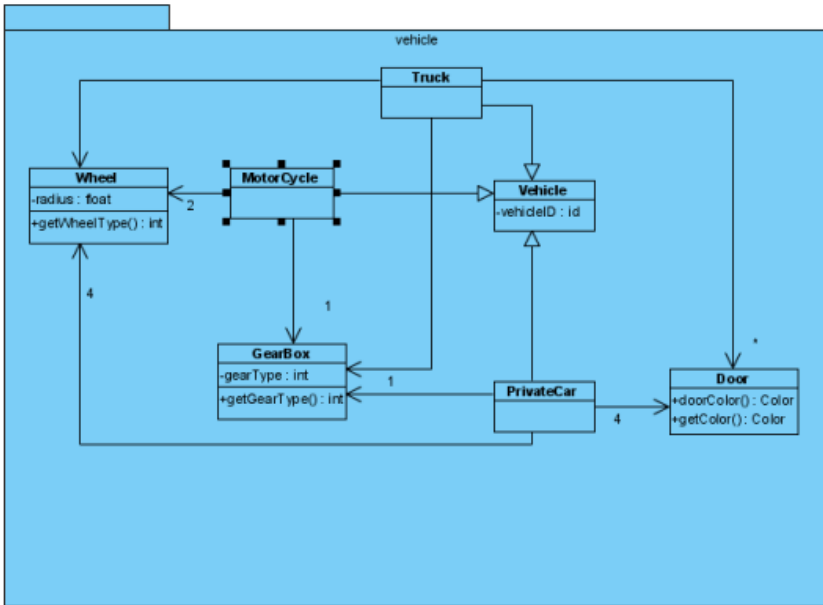 vehicle
Truck
Wheel
-radius : float
+getWheelType() : int
MotorCycle
2
Vehicle
-vehicleID : id
4
1
GearBox
-gearType : int
+getGearType() : int
1
PrivateCar
4
*
Door
+doorColor() : Color
+getColor() : Color